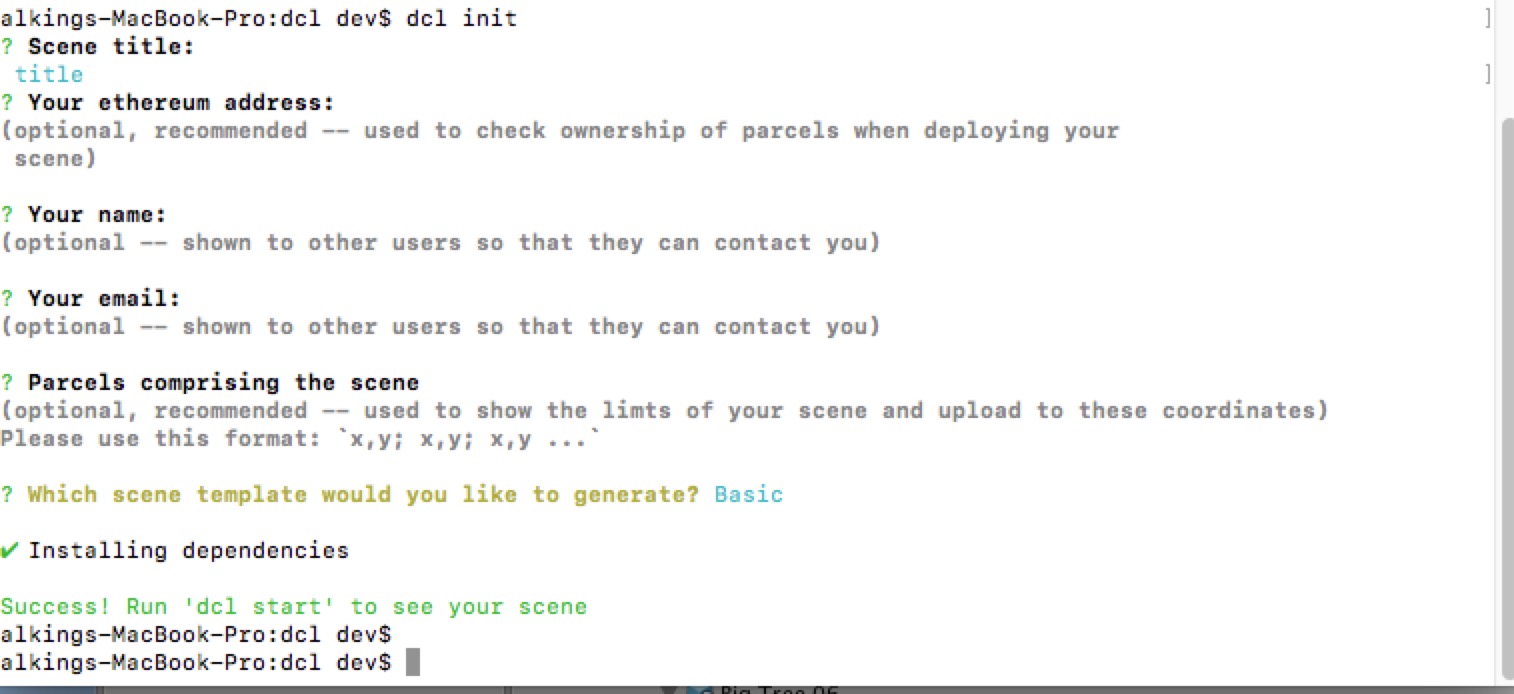 alkings-MacBook-Pro:dcl dev$ dcl init ]
? Scene title:
title ]
? Your ethereum address:
(optional, recommended -- used to check ownership of parcels when deploying your
scene)
? Your name:
(optional -- shown to other users so that they can contact you)
? Your email:
(optional -- shown to other users so that they can contact you)
? Parcels comprising the scene
(optional, recommended -- used to show the limts of your scene and upload to these coordinates)
Please use this format: `x,y; x,y; x,y ...`
? Which scene template would you like to generate? Basic
✔ Installing dependencies
Success! Run 'dcl start' to see your scene
alkings-MacBook-Pro:dcl dev$
alkings-MacBook-Pro:dcl dev$
Big Tree 06